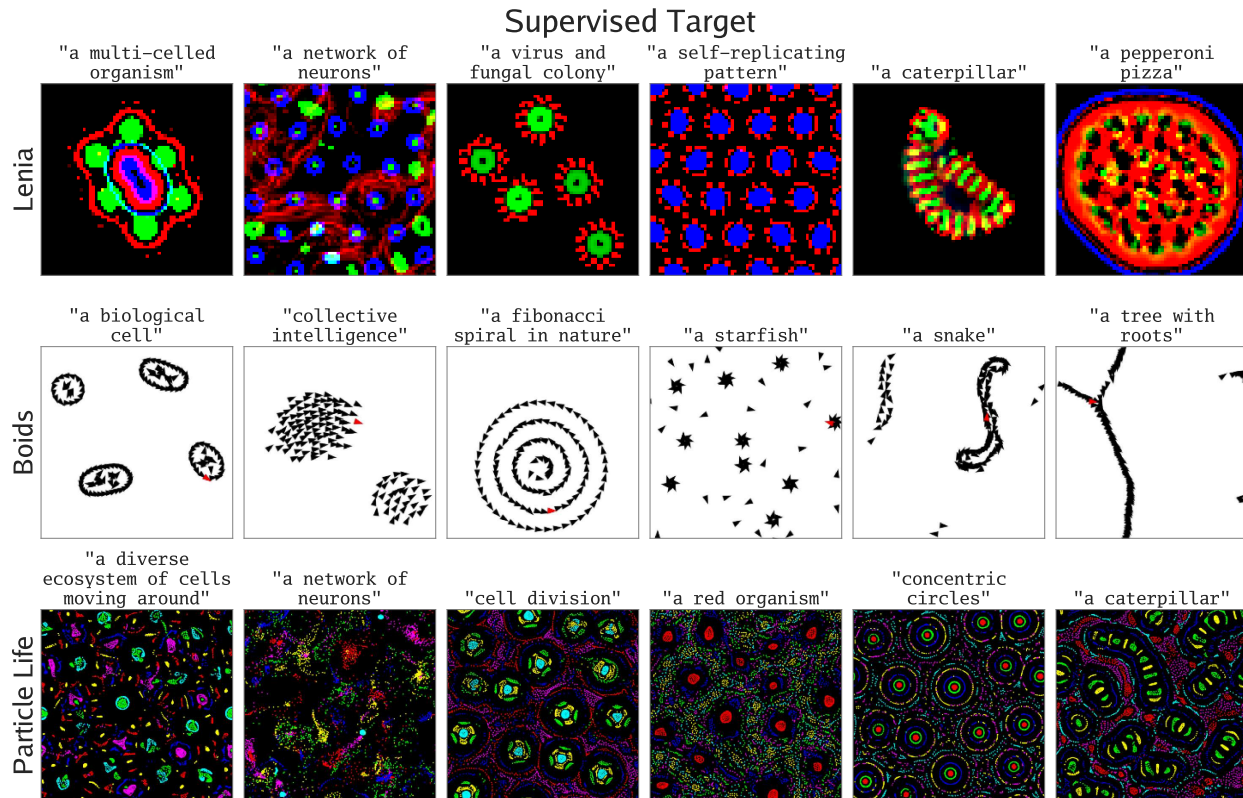 Supervised Target
"a multi-celled
organism"
"a network of
neurons"
"a virus and
fungal colony"
"a self-replicating
pattern"
"a caterpillar"
"a pepperoni
pizza"
Lenia
"a biological
cell"
"collective
intelligence"
"a fibonacci
spiral in nature"
"a starfish"
"a snake"
"a tree with
roots"
Boids
"a diverse
ecosystem of cells
moving around"
"a network of
neurons"
"cell division"
"a red organism"
"concentric
circles"
"a caterpillar"
Particle Life